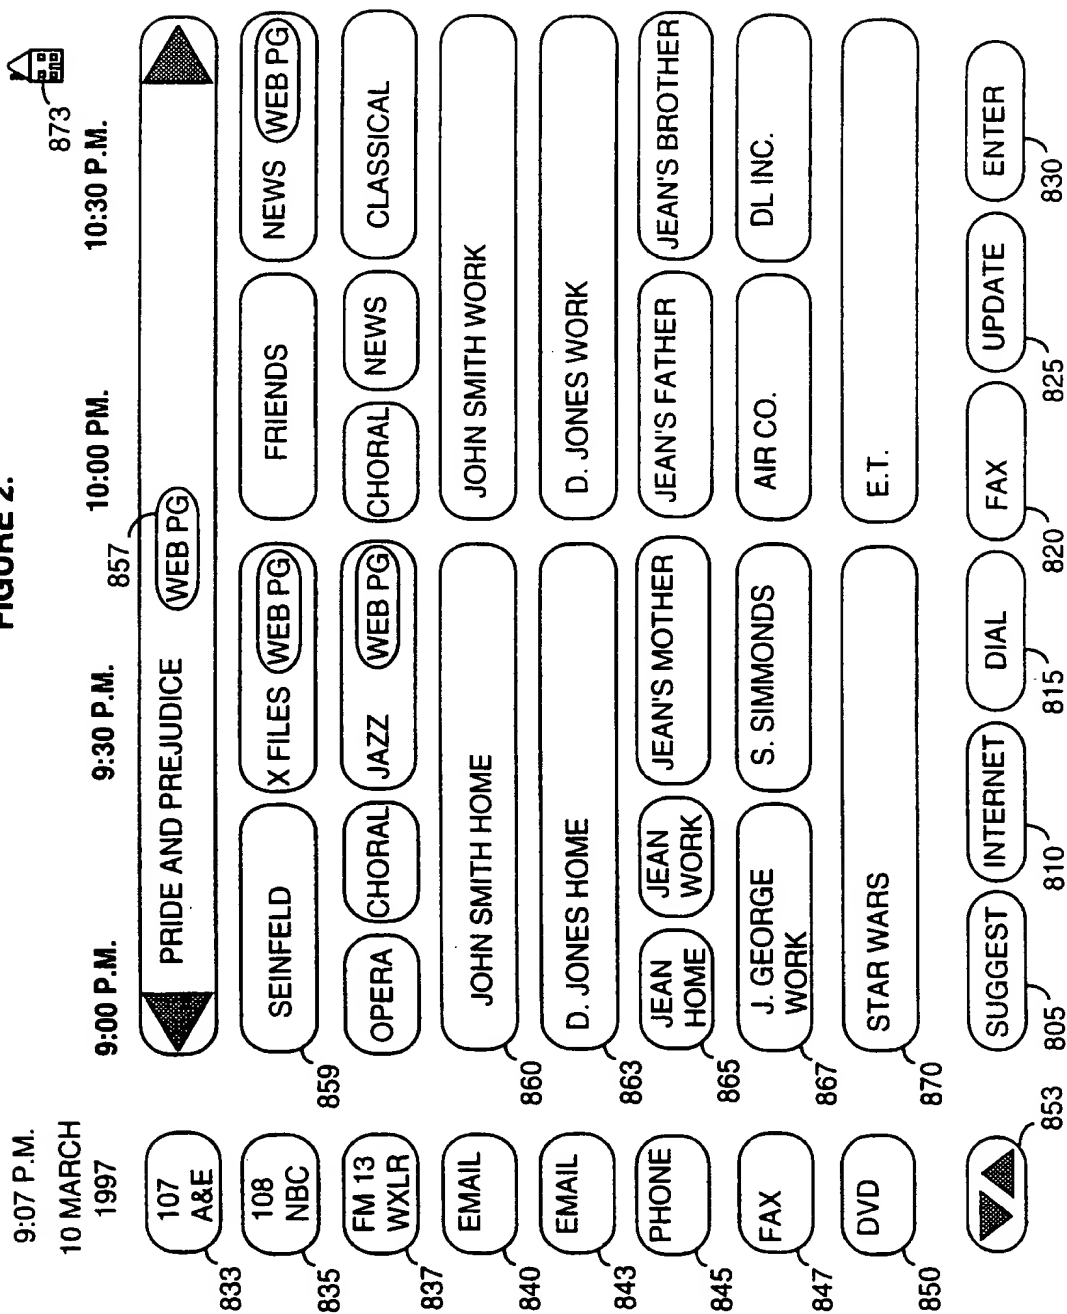 FIGURE 2.
9:07 P.M.
10 MARCH
1997
9:00 P.M.
9:30 P.M.
10:00 PM.
10:30 P.M.
873
857
107
A&E
PRIDE AND PREJUDICE
WEB PG
833
108
NBC
SEINFELD
X FILES
WEB PG
FRIENDS
NEWS
WEB PG
835
859
FM 13
WXLR
OPERA
CHORAL
JAZZ
WEB PG
CHORAL
NEWS
CLASSICAL
837
EMAIL
JOHN SMITH HOME
JOHN SMITH WORK
840
860
EMAIL
D. JONES HOME
D. JONES WORK
843
863
PHONE
JEAN
HOME
JEAN
WORK
JEAN'S MOTHER
JEAN'S FATHER
JEAN'S BROTHER
845
865
FAX
J. GEORGE
WORK
S. SIMMONDS
AIR CO.
DL INC.
847
867
DVD
STAR WARS
E.T.
850
870
SUGGEST
INTERNET
DIAL
FAX
UPDATE
ENTER
853
805
810
815
820
825
830